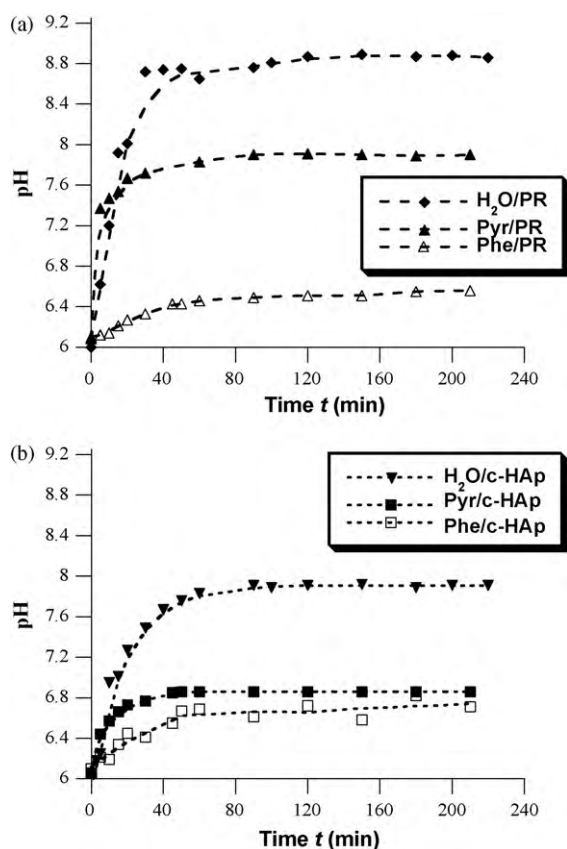 (a)
9.2
8.8
8.4
8
7.6
7.2
6.8
6.4
6
pH
H₂O/PR
Pyr/PR
Phe/PR
0 40 80 120 160 200 240
Time t (min)
(b)
9.2
8.8
8.4
8
7.6
7.2
6.8
6.4
6
pH
H₂O/c-HAp
Pyr/c-HAp
Phe/c-HAp
0 40 80 120 160 200 240
Time t (min)